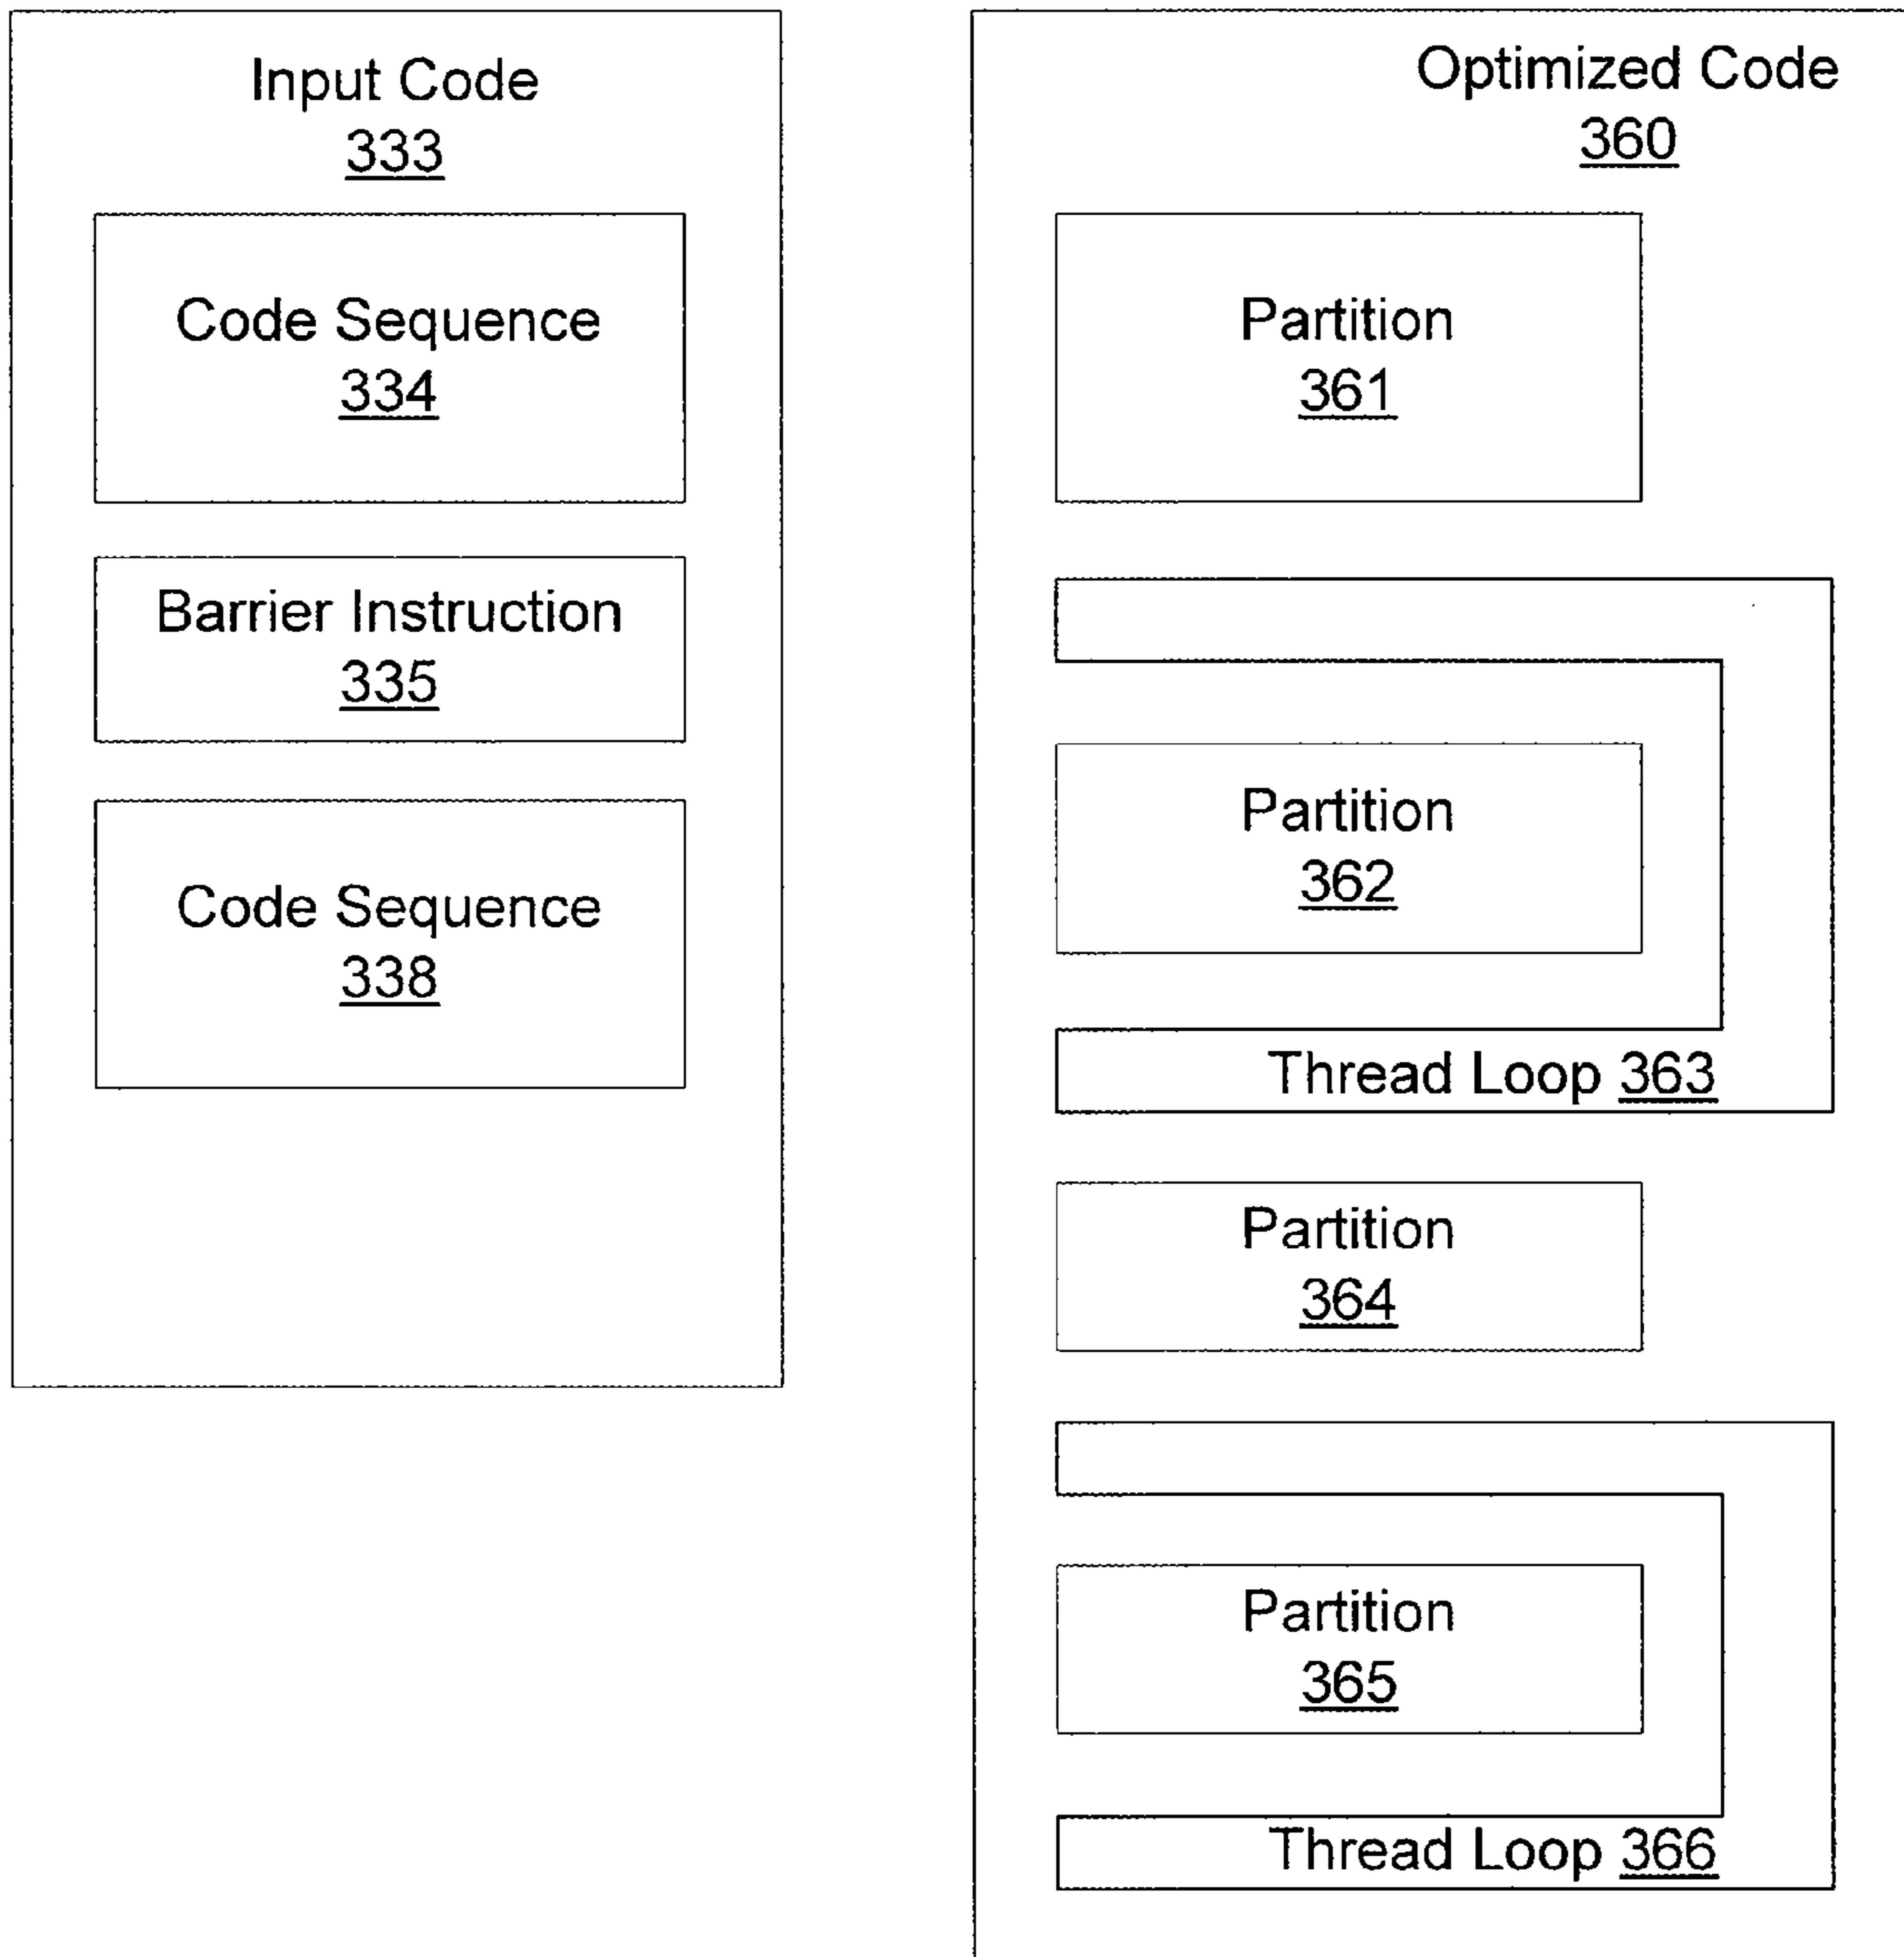 Input Code
333
Code Sequence
334
Barrier Instruction
335
Code Sequence
338
Optimized Code
360
Partition
361
Partition
362
Thread Loop 363
Partition
364
Partition
365
Thread Loop 366